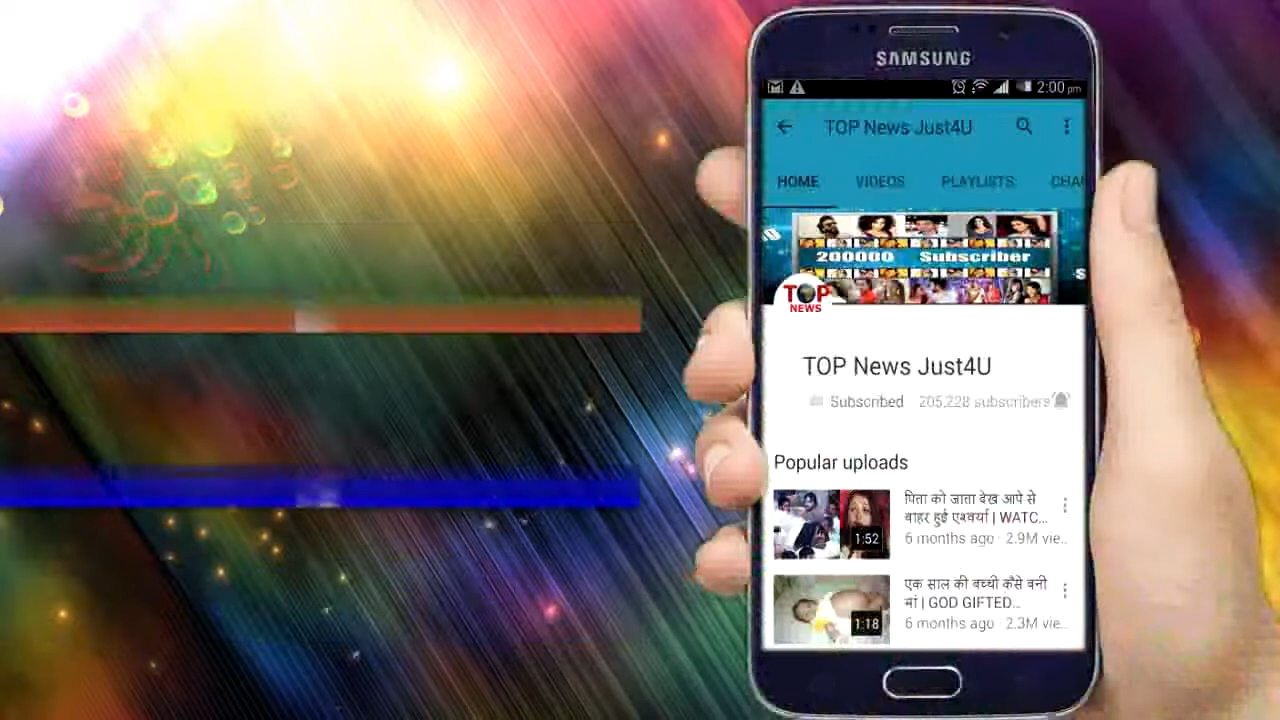 SAMSUNG
2:00 pm
TOP News Just4U
HOME VIDEOS PLAYLISTS CHA
200000 Subscriber
TOP
NEWS
TOP News Just4U
Subscribed 205,228 subscribers
Popular uploads
पिता को जाता देख आपे से
बाहर हुई एश्वर्या | WATC...
6 months ago · 2.9M vie..
1:52
एक साल की बच्ची कैसे बनी
मां | GOD GIFTED...
6 months ago · 2.3M vie..
1:18